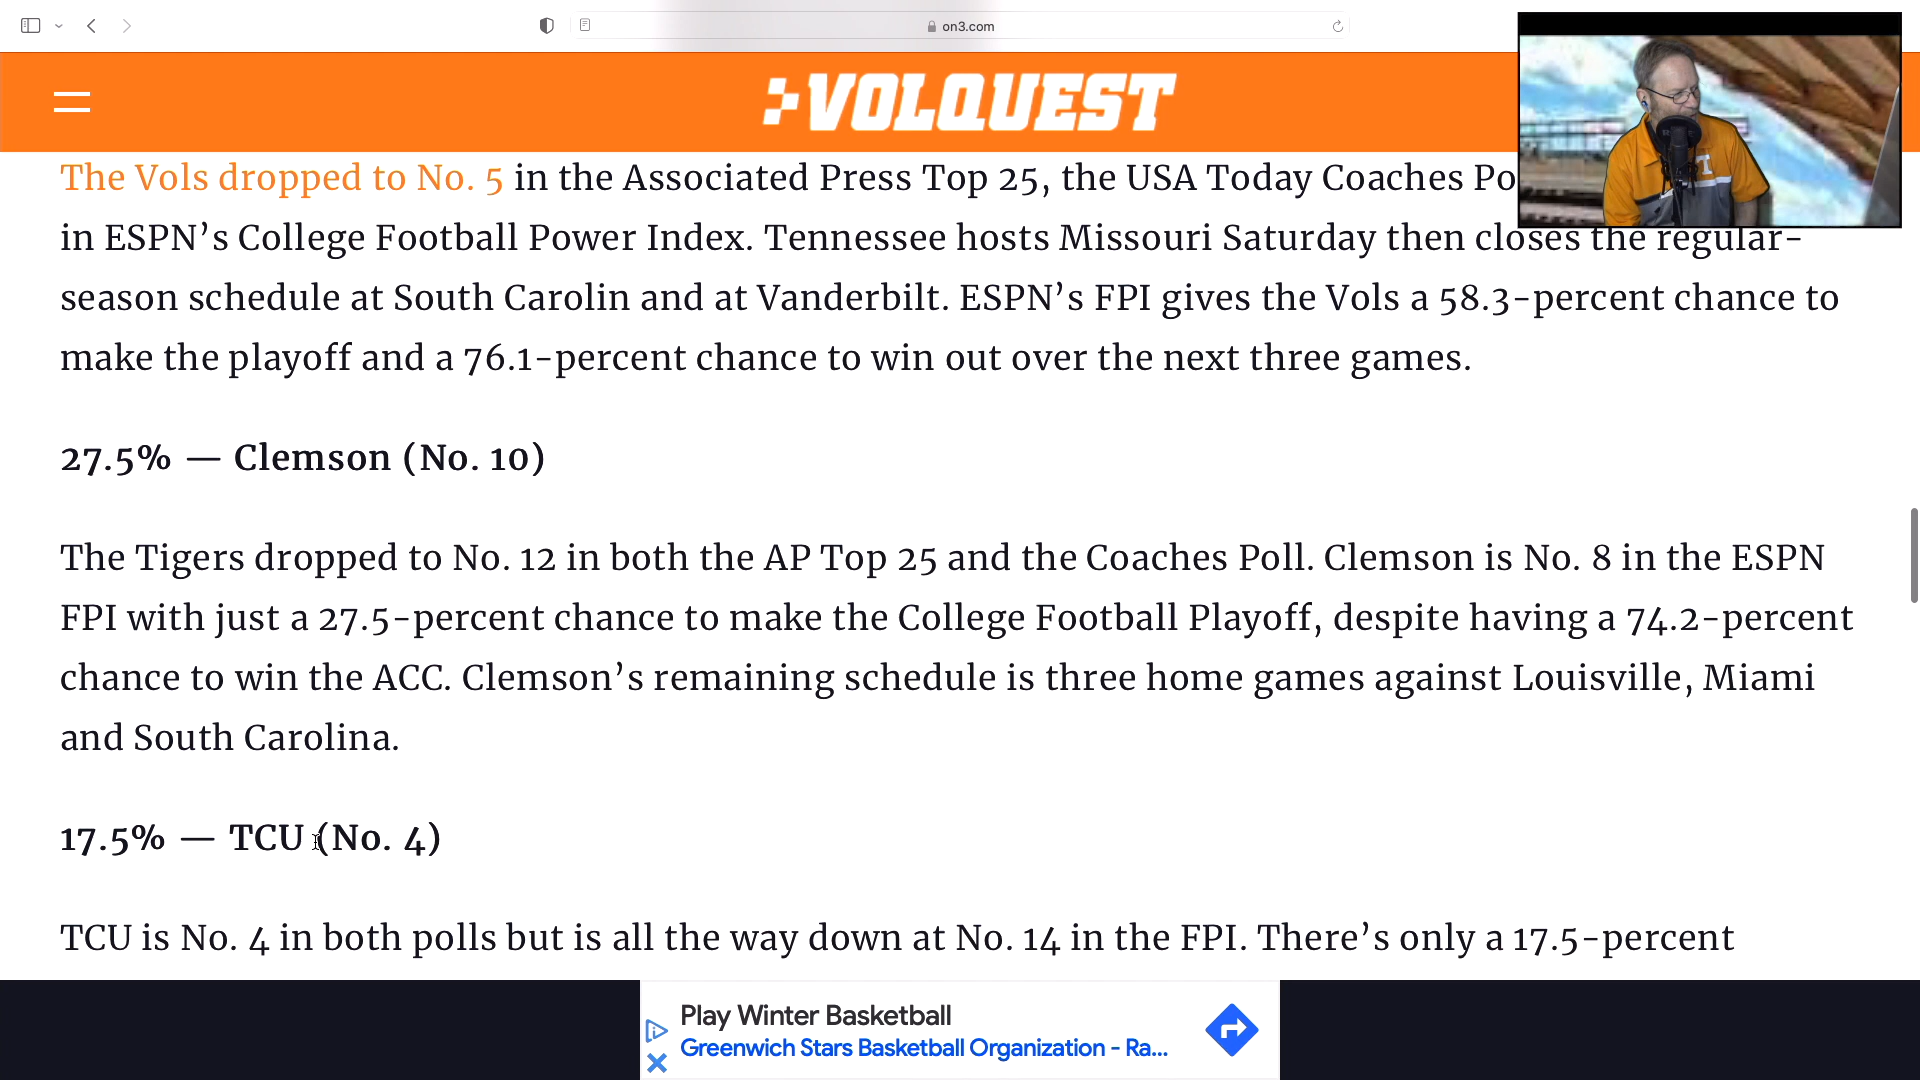 on3.com
VOLQUEST
The Vols dropped to No. 5 in the Associated Press Top 25, the USA Today Coaches Po
in ESPN’s College Football Power Index. Tennessee hosts Missouri Saturday then closes the regular-
season schedule at South Carolin and at Vanderbilt. ESPN’s FPI gives the Vols a 58.3-percent chance to
make the playoff and a 76.1-percent chance to win out over the next three games.
27.5% — Clemson (No. 10)
The Tigers dropped to No. 12 in both the AP Top 25 and the Coaches Poll. Clemson is No. 8 in the ESPN
FPI with just a 27.5-percent chance to make the College Football Playoff, despite having a 74.2-percent
chance to win the ACC. Clemson’s remaining schedule is three home games against Louisville, Miami
and South Carolina.
17.5% — TCU (No. 4)
TCU is No. 4 in both polls but is all the way down at No. 14 in the FPI. There’s only a 17.5-percent
Play Winter Basketball
Greenwich Stars Basketball Organization - Ra...
T